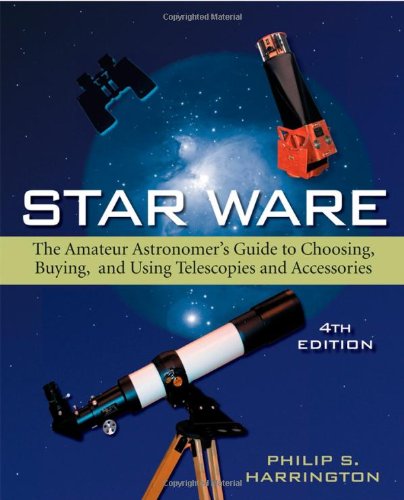 Copyrighted Material
STAR WARE
The Amateur Astronomer's Guide to Choosing,
Buying, and Using Telescopies and Accessories
4TH
EDITION
PHILIP S.
HARRINGTON